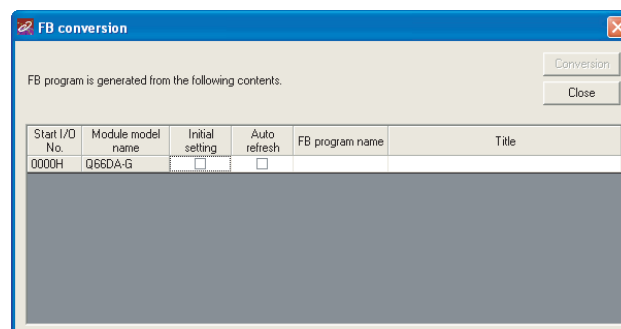 FB conversion
Conversion
FB program is generated from the following contents.
Close
Start I/O No. Module model name Initial setting Auto refresh FB program name Title
0000H Q66DA-G